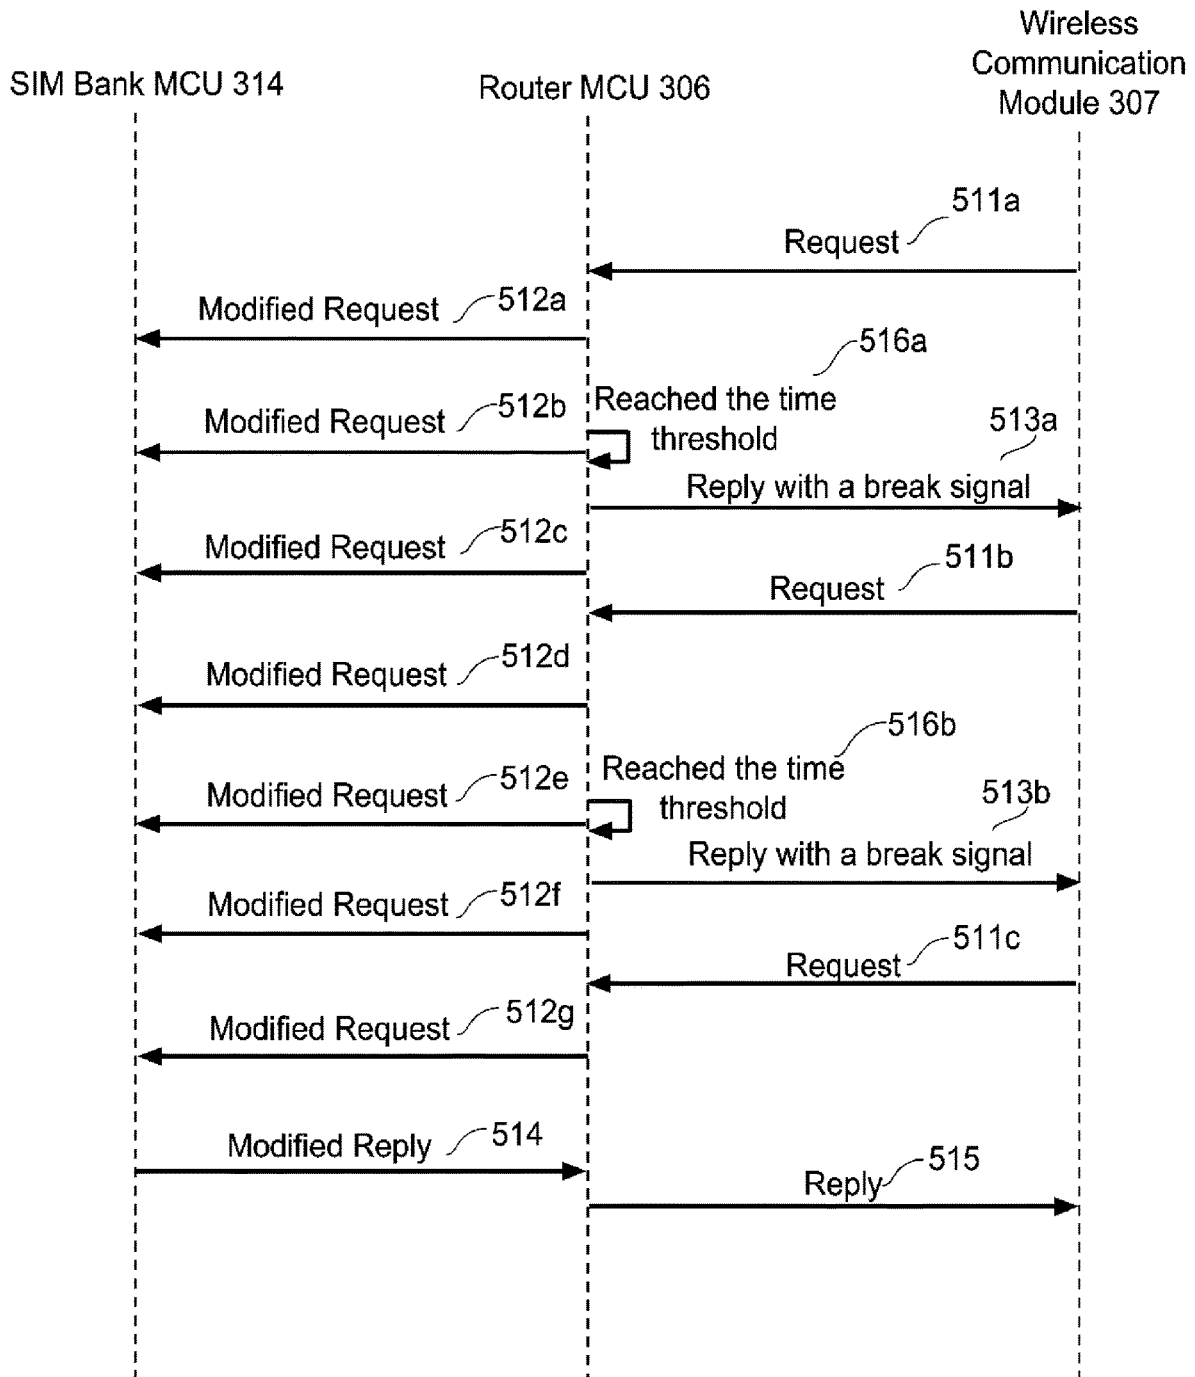 Wireless
Communication
Module 307
SIM Bank MCU 314
Router MCU 306
511a
Request
512a
Modified Request
516a
Reached the time
threshold
512b
Modified Request
513a
Reply with a break signal
512c
Modified Request
511b
Request
512d
Modified Request
516b
Reached the time
threshold
512e
Modified Request
513b
Reply with a break signal
512f
Modified Request
511c
Request
512g
Modified Request
514
Modified Reply
515
Reply